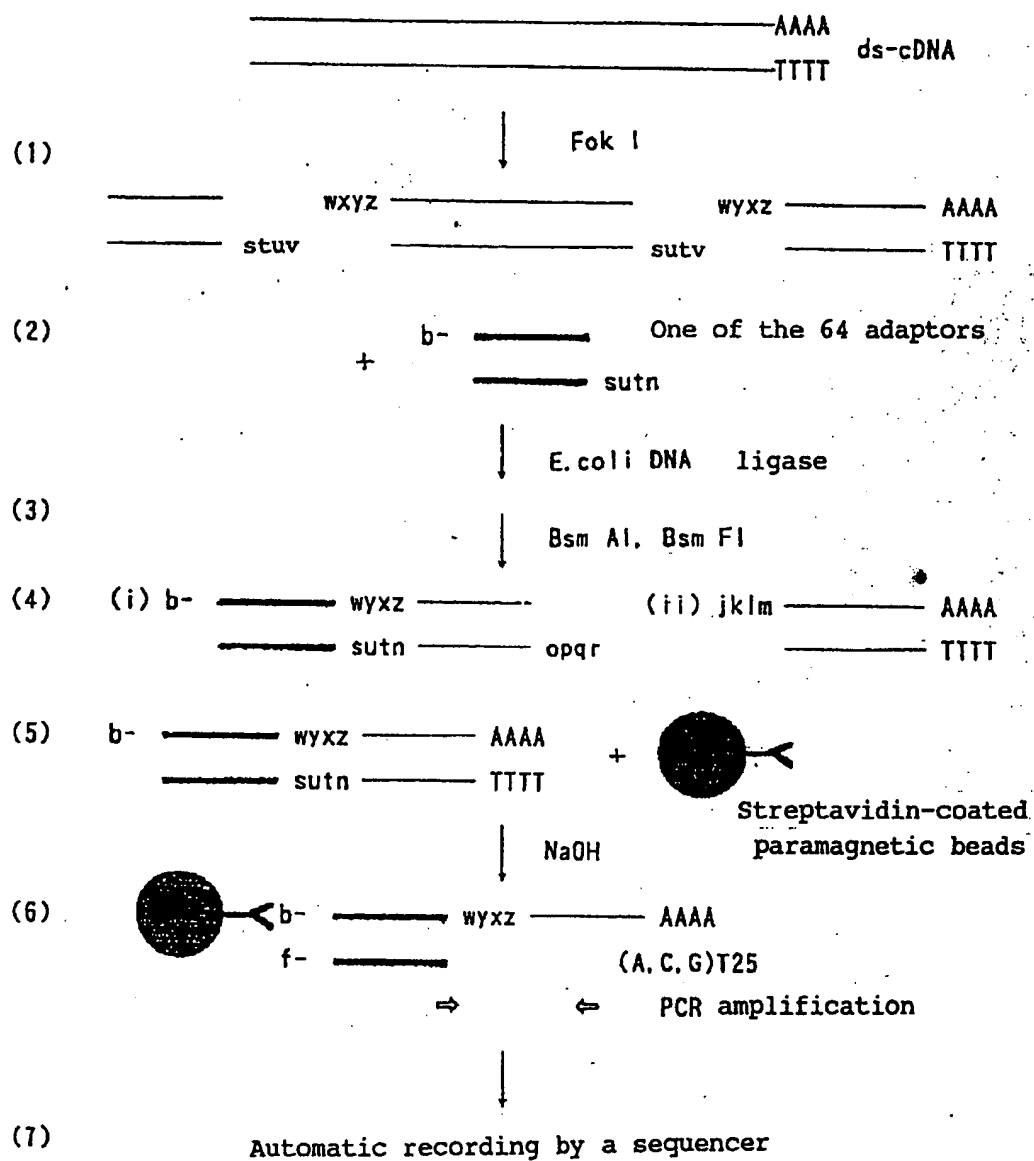 AAAA
ds-cDNA
TTTT
(1)
Fok I
wxyz wyxz AAAA
stuv sutv TTTT
(2)
b- One of the 64 adaptors
+
sutn
E.coli DNA ligase
(3)
Bsm AI, Bsm FI
(4) (i) b- wyxz (ii) jklm AAAA
sutn opqr TTTT
(5) b- wyxz AAAA
+
sutn TTTT
Streptavidin-coated
paramagnetic beads
NaOH
(6) b- wyxz AAAA
f- (A, C, G)T25
⇨ ⇦ PCR amplification
(7) Automatic recording by a sequencer